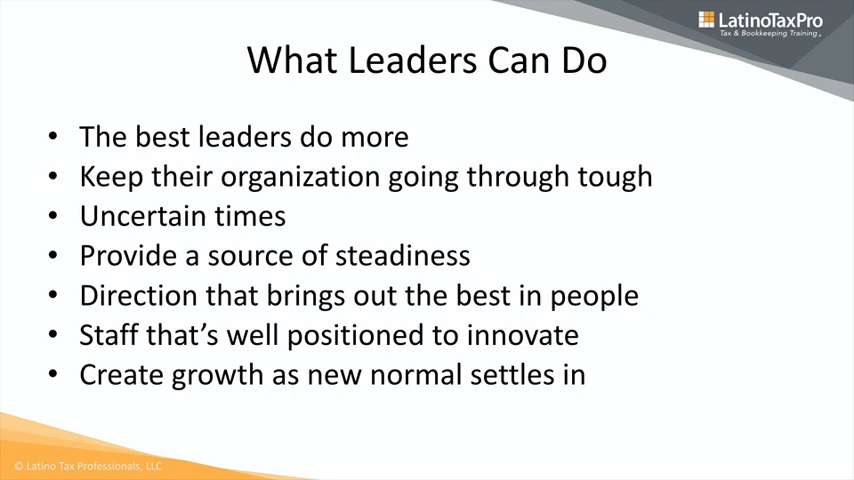 LatinoTaxPro
Tax & Bookkeeping Training
What Leaders Can Do
• The best leaders do more
• Keep their organization going through tough
• Uncertain times
• Provide a source of steadiness
• Direction that brings out the best in people
• Staff that’s well positioned to innovate
• Create growth as new normal settles in
© Latino Tax Professionals, LLC